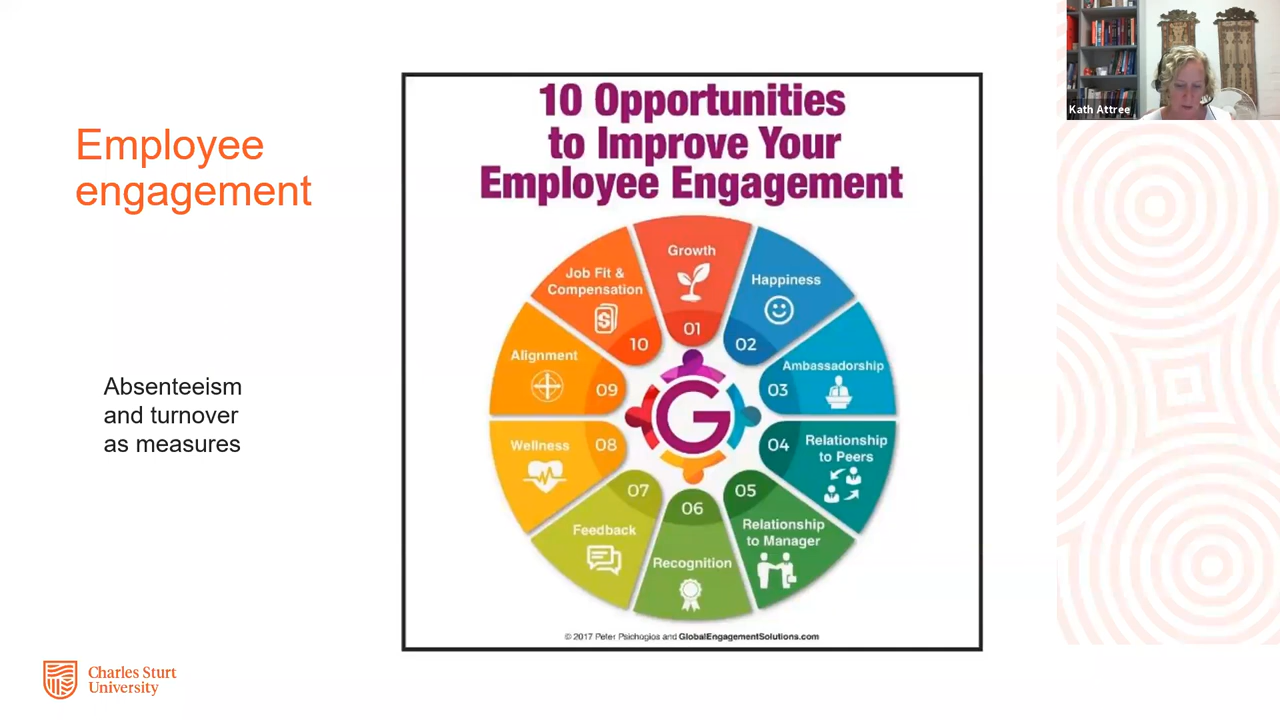 Employee
engagement
Absenteeism
and turnover
as measures
10 Opportunities
to Improve Your
Employee Engagement
Growth
01
Happiness
02
Ambassadorship
03
Relationship
to Peers
04
Relationship
to Manager
05
Recognition
06
Feedback
07
Wellness
08
Alignment
09
Job Fit &
Compensation
10
G
© 2017 Peter Psichogios and GlobalEngagementSolutions.com
Charles Sturt
University
Kath Attree